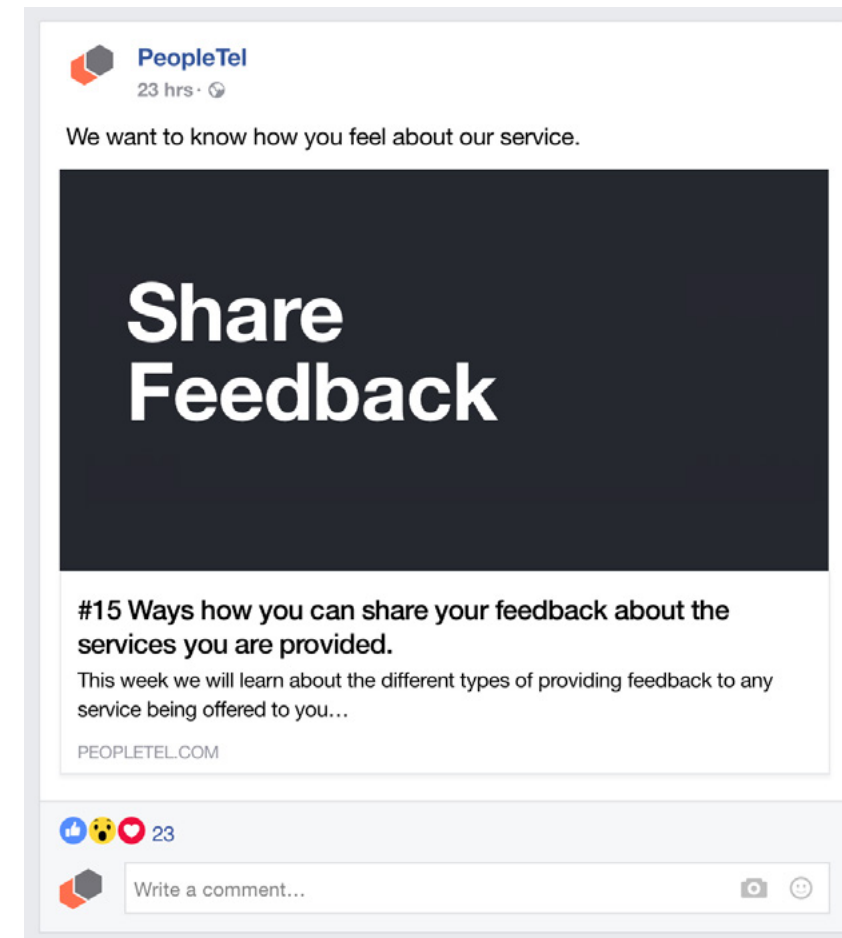 PeopleTel
23 hrs ·
We want to know how you feel about our service.
Share
Feedback
#15 Ways how you can share your feedback about the
services you are provided.
This week we will learn about the different types of providing feedback to any
service being offered to you...
PEOPLETEL.COM
23
Write a comment...